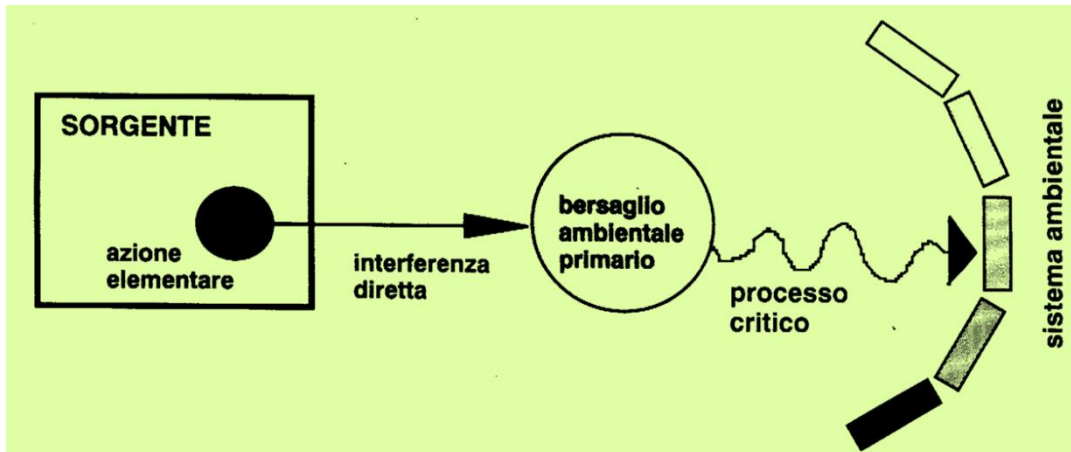 SORGENTE
azione
elementare
interferenza
diretta
bersaglio
ambientale
primario
processo
critico
sistema ambientale